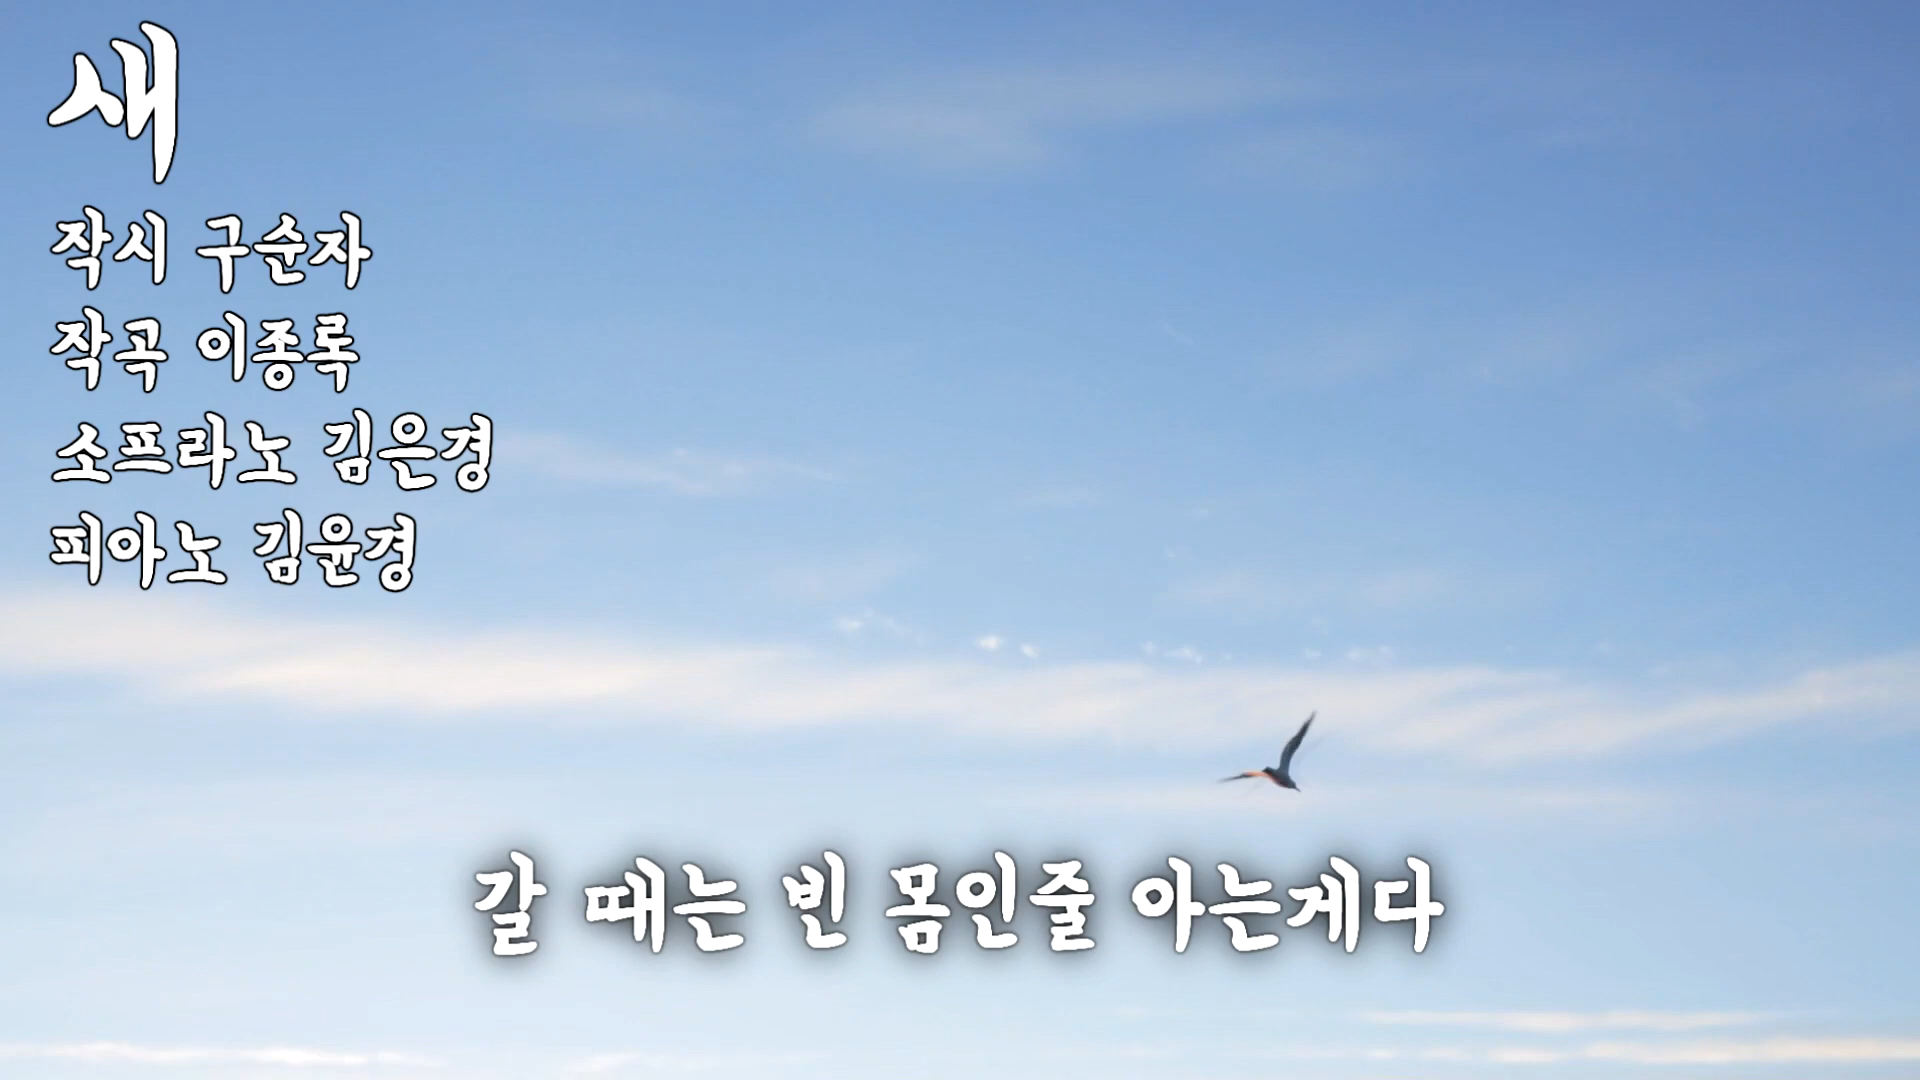 새
작시 구순자
작곡 이종록
소프라노 김은경
피아노 김윤경
갈 때는 빈 몸인줄 아는게다